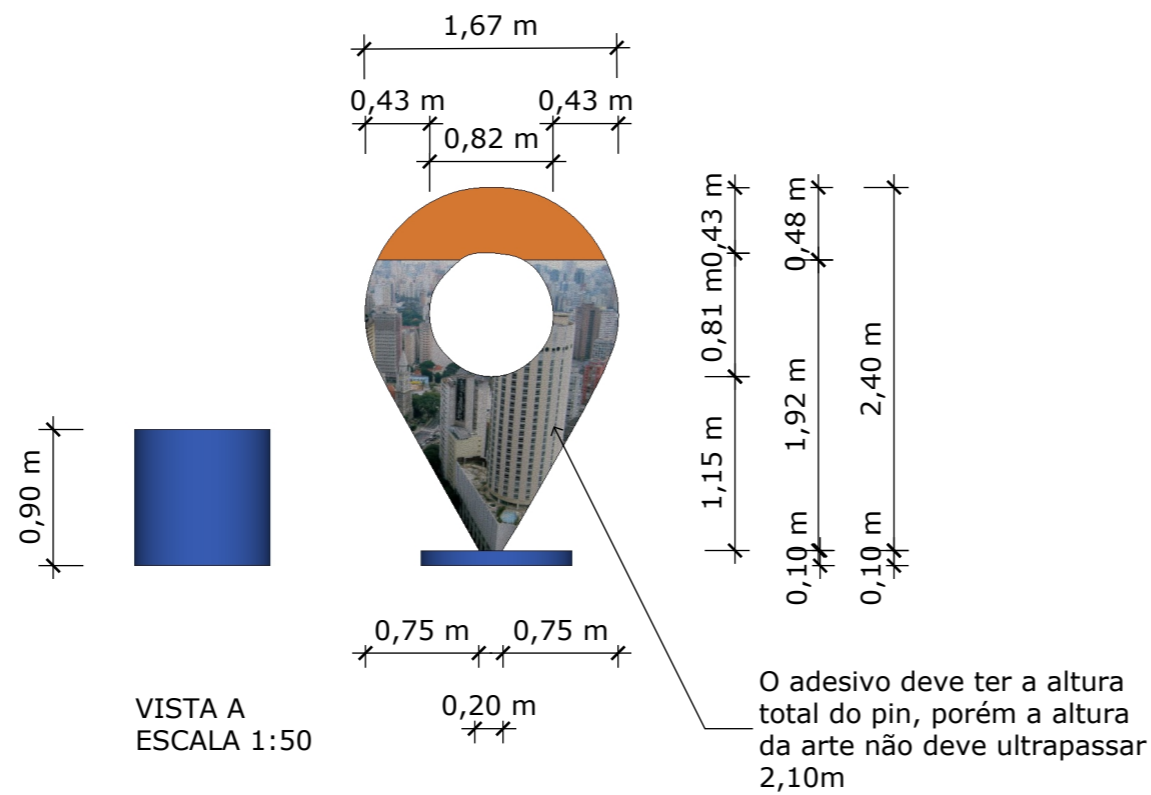 1,67 m
0,43 m
0,43 m
0,82 m
0,43 m
0,48 m
0,81 m
2,40 m
1,92 m
1,15 m
0,90 m
0,10 m
0,10 m
0,75 m
0,75 m
0,20 m
VISTA A
ESCALA 1:50
O adesivo deve ter a altura
total do pin, porém a altura
da arte não deve ultrapassar
2,10m